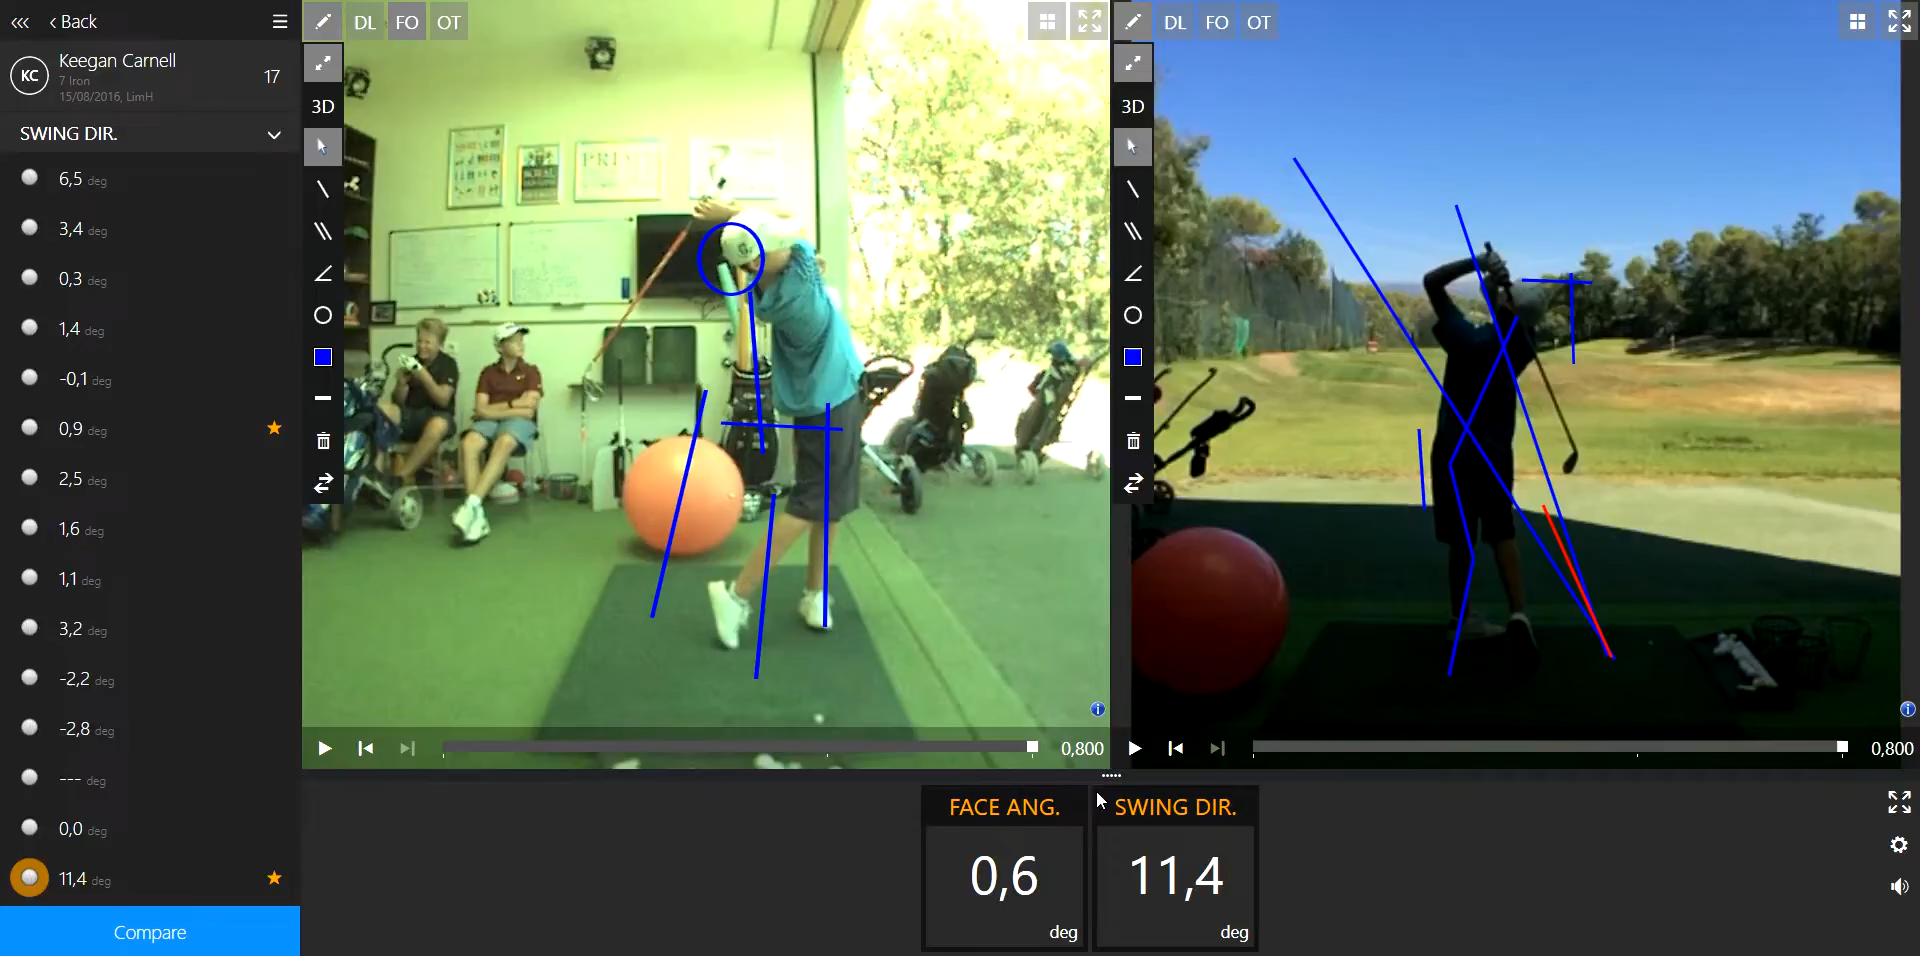 Back
KC
Keegan Carnell
7 Iron
15/08/2016, LimH
17
SWING DIR.
6,5 deg
3,4 deg
0,3 deg
1,4 deg
-0,1 deg
0,9 deg
2,5 deg
1,6 deg
1,1 deg
3,2 deg
-2,2 deg
-2,8 deg
--- deg
0,0 deg
11,4 deg
Compare
DL FO OT
3D
PRI
0,800
DL FO OT
3D
0,800
FACE ANG.
0,6
deg
SWING DIR.
11,4
deg